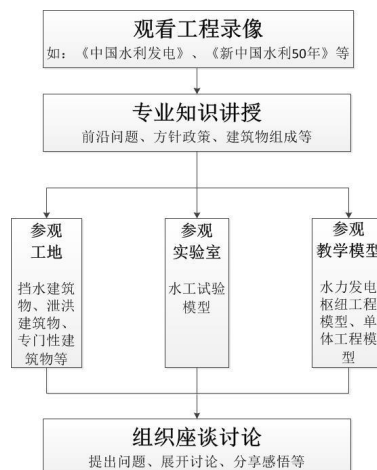 观看工程录像
如：《中国水利发电》、《新中国水利50年》等
专业知识讲授
前沿问题、方针政策、建筑物组成等
参观
工地
挡水建筑
物、泄洪
建筑物、
专门性建
筑物等
参观
实验室
水工试验
模型
参观
教学模型
水力发电
枢纽工程
模型、单
体工程模
型
组织座谈讨论
提出问题、展开讨论、分享感悟等